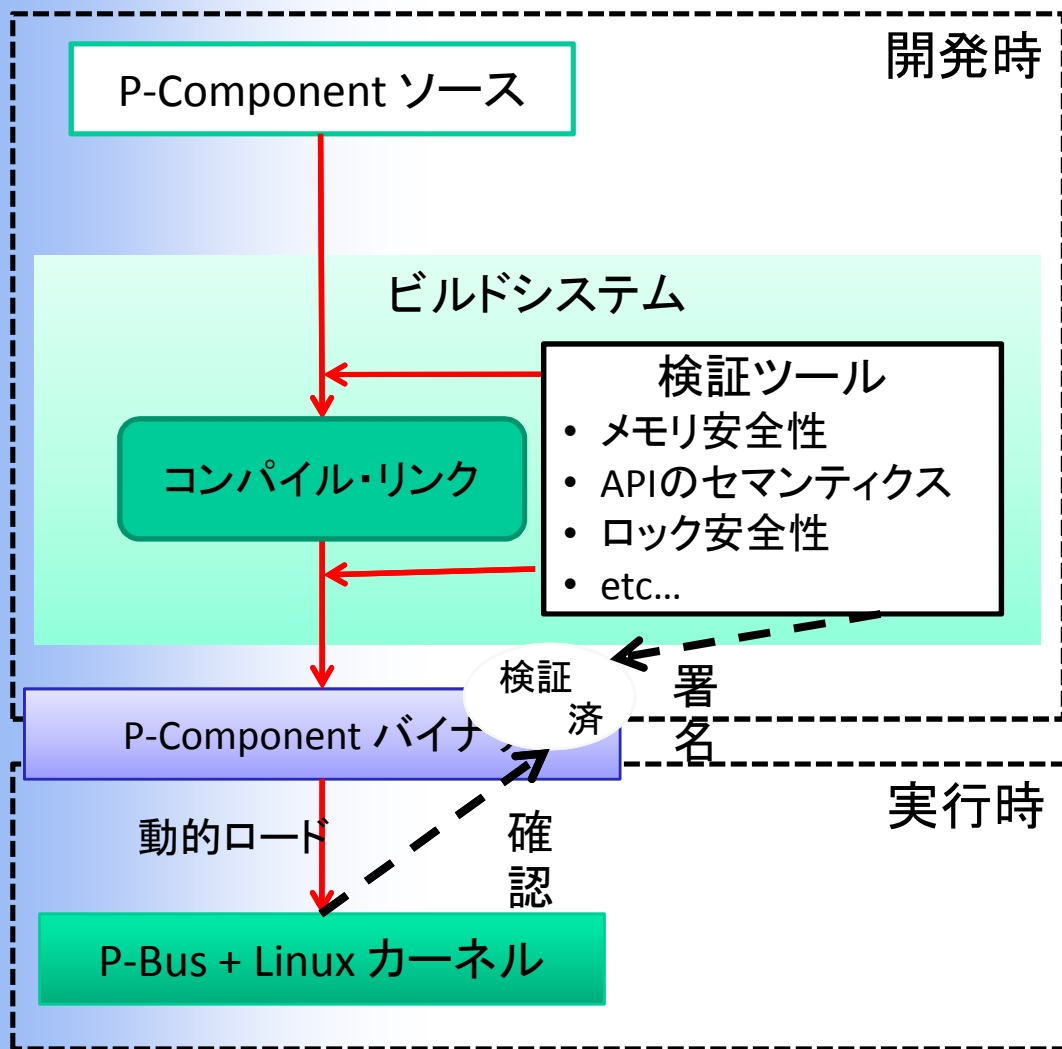 開発時
P-Component ソース
ビルドシステム
検証ツール
• メモリ安全性
• APIのセマンティクス
• ロック安全性
• etc…
コンパイル・リンク
検証
済
署
名
P-Component バイナ
実行時
動的ロード
確
認
P-Bus + Linux カーネル